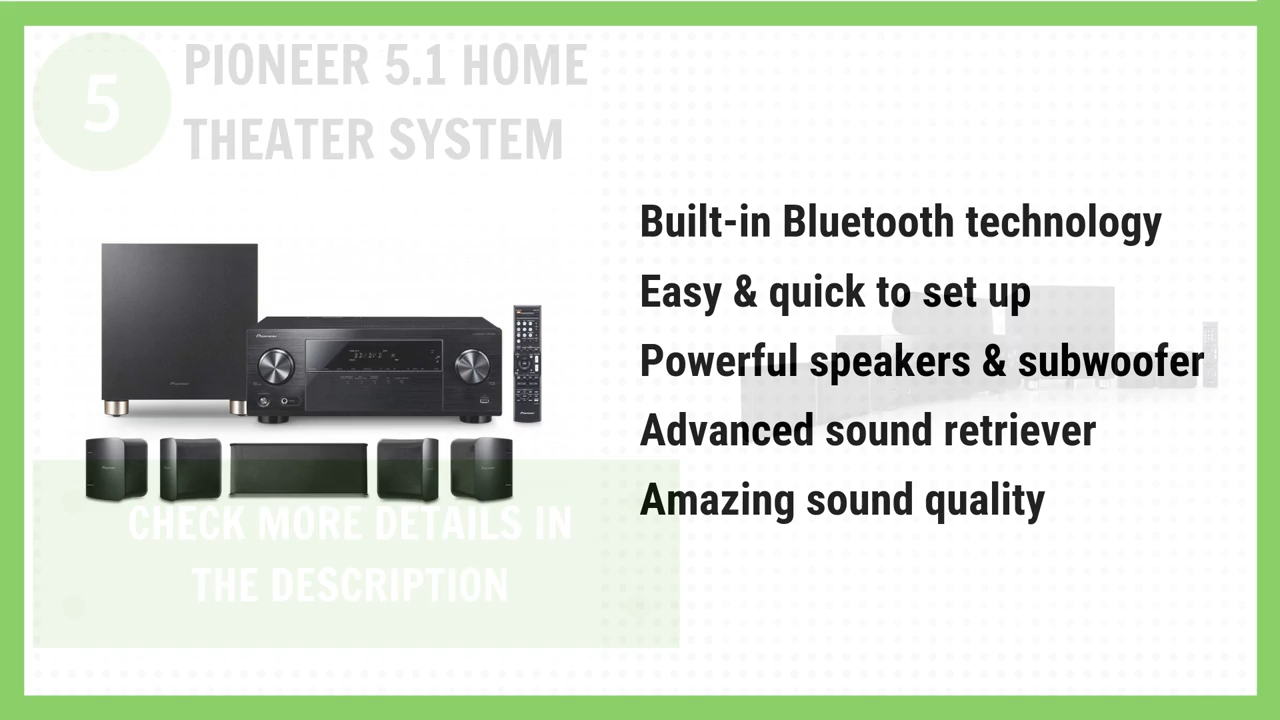 5
PIONEER 5.1 HOME
THEATER SYSTEM
Built-in Bluetooth technology
Easy & quick to set up
Powerful speakers & subwoofer
Advanced sound retriever
Amazing sound quality
CHECK MORE DETAILS IN
THE DESCRIPTION